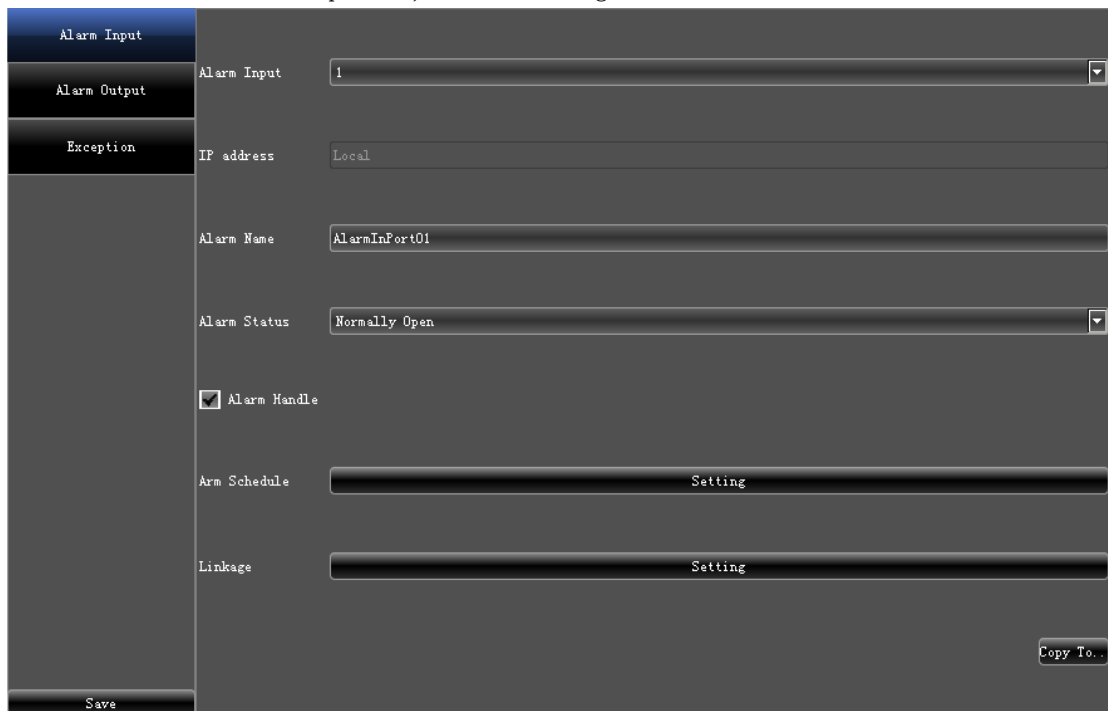 Alarm Input
Alarm Output
Exception
Alarm Input 1
IP address Local
Alarm Name AlarmInPort01
Alarm Status Normally Open
Alarm Handle
Arm Schedule Setting
Linkage Setting
Copy To..
Save